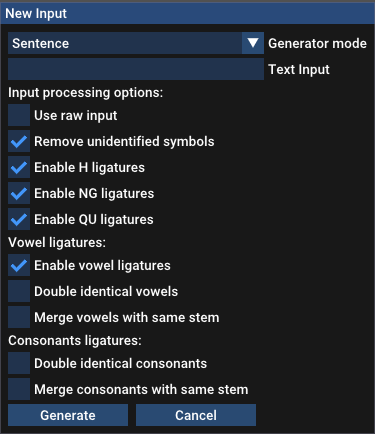 New Input
Sentence Generator mode
Text Input
Input processing options:
Use raw input
Remove unidentified symbols
Enable H ligatures
Enable NG ligatures
Enable QU ligatures
Vowel ligatures:
Enable vowel ligatures
Double identical vowels
Merge vowels with same stem
Consonants ligatures:
Double identical consonants
Merge consonants with same stem
Generate Cancel